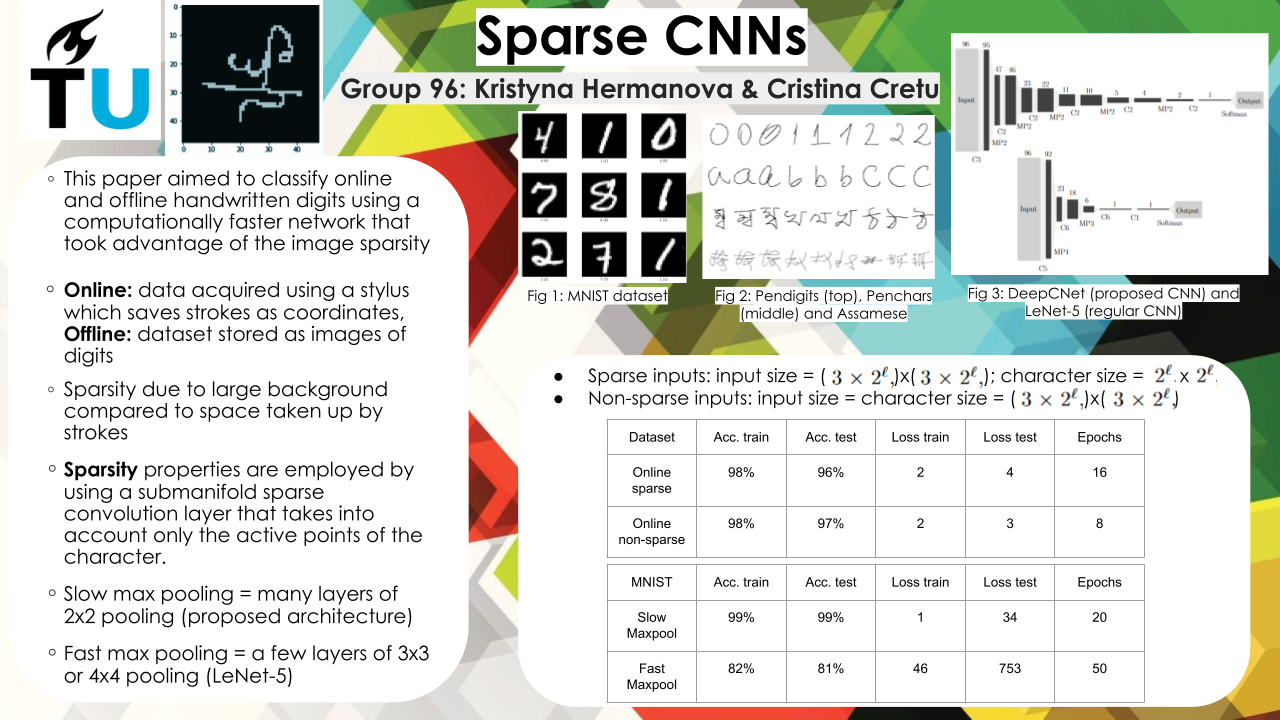 TU
0
10
20
30
40
0 10 20 30 40
Sparse CNNs
Group 96: Kristyna Hermanova & Cristina Cretu
◦ This paper aimed to classify online
and offline handwritten digits using a
computationally faster network that
took advantage of the image sparsity
◦ Online: data acquired using a stylus
which saves strokes as coordinates,
Offline: dataset stored as images of
digits
◦ Sparsity due to large background
compared to space taken up by
strokes
◦ Sparsity properties are employed by
using a submanifold sparse
convolution layer that takes into
account only the active points of the
character.
◦ Slow max pooling = many layers of
2x2 pooling (proposed architecture)
◦ Fast max pooling = a few layers of 3x3
or 4x4 pooling (LeNet-5)
4 1 0
7 8 1
2 7 1
Fig 1: MNIST dataset
0 0 0 1 1 1 2 2 2
a a a b b b c c c
Fig 2: Pendigits (top), Penchars
(middle) and Assamese
96 95 47 46 23 22 11 10 5 4 2 1
Input C3 MP2 C2 MP2 C2 MP2 C2 MP2 C2 MP2 C2 Softmax Output
96 92 23 18 6 1 1
Input C5 MP4 C6 MP3 C6 C1 Softmax Output
Fig 3: DeepCNet (proposed CNN) and
LeNet-5 (regular CNN)
● Sparse inputs: input size = ( 3 × 2^ℓ,)x( 3 × 2^ℓ,); character size = 2^ℓ x 2^ℓ,
● Non-sparse inputs: input size = character size = ( 3 × 2^ℓ,)x( 3 × 2^ℓ,)
Dataset Acc. train Acc. test Loss train Loss test Epochs
Online sparse 98% 96% 2 4 16
Online non-sparse 98% 97% 2 3 8
MNIST Acc. train Acc. test Loss train Loss test Epochs
Slow Maxpool 99% 99% 1 34 20
Fast Maxpool 82% 81% 46 753 50